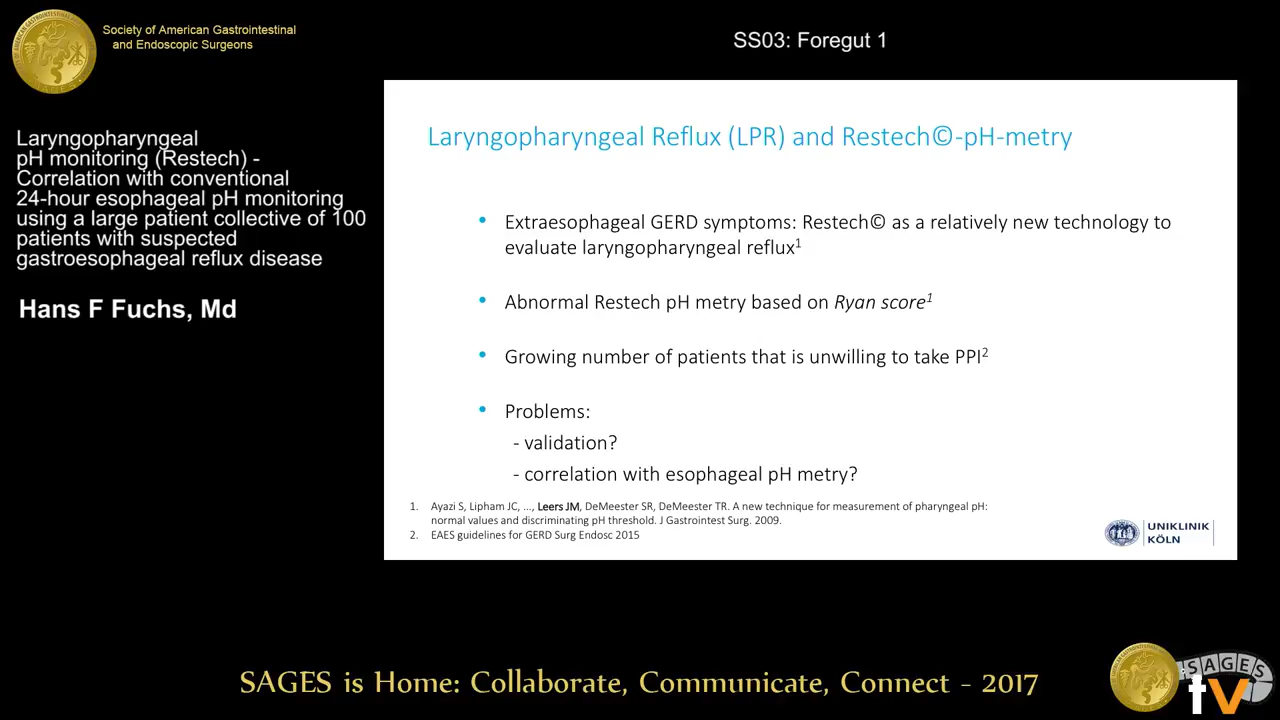 Society of American Gastrointestinal
and Endoscopic Surgeons
SS03: Foregut 1
Laryngopharyngeal
pH monitoring (Restech) -
Correlation with conventional
24-hour esophageal pH monitoring
using a large patient collective of 100
patients with suspected
gastroesophageal reflux disease
Hans F Fuchs, Md
Laryngopharyngeal Reflux (LPR) and Restech©-pH-metry
• Extraesophageal GERD symptoms: Restech© as a relatively new technology to
evaluate laryngopharyngeal reflux1
• Abnormal Restech pH metry based on Ryan score1
• Growing number of patients that is unwilling to take PPI2
• Problems:
- validation?
- correlation with esophageal pH metry?
1. Ayazi S, Lipham JC, ..., Leers JM, DeMeester SR, DeMeester TR. A new technique for measurement of pharyngeal pH:
normal values and discriminating pH threshold. J Gastrointest Surg. 2009.
2. EAES guidelines for GERD Surg Endosc 2015
UNIKLINIK
KÖLN
SAGES is Home: Collaborate, Communicate, Connect - 2017
SAGES
tv